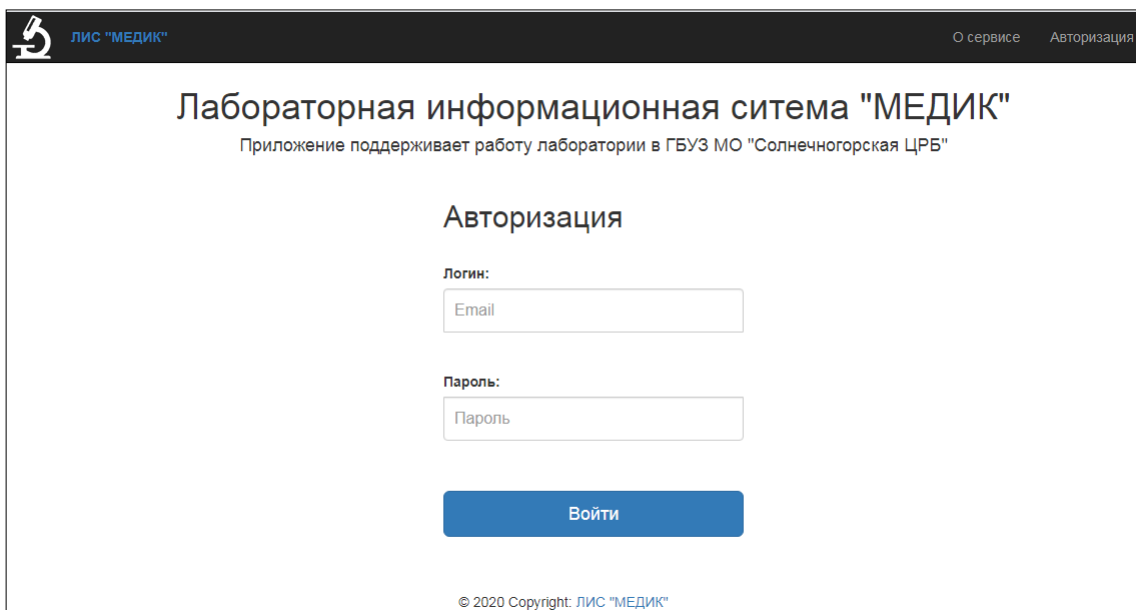 ЛИС "МЕДИК"
О сервисе Авторизация
Лабораторная информационная ситема "МЕДИК"
Приложение поддерживает работу лаборатории в ГБУЗ МО "Солнечногорская ЦРБ"
Авторизация
Логин:
Email
Пароль:
Пароль
Войти
© 2020 Copyright: ЛИС "МЕДИК"